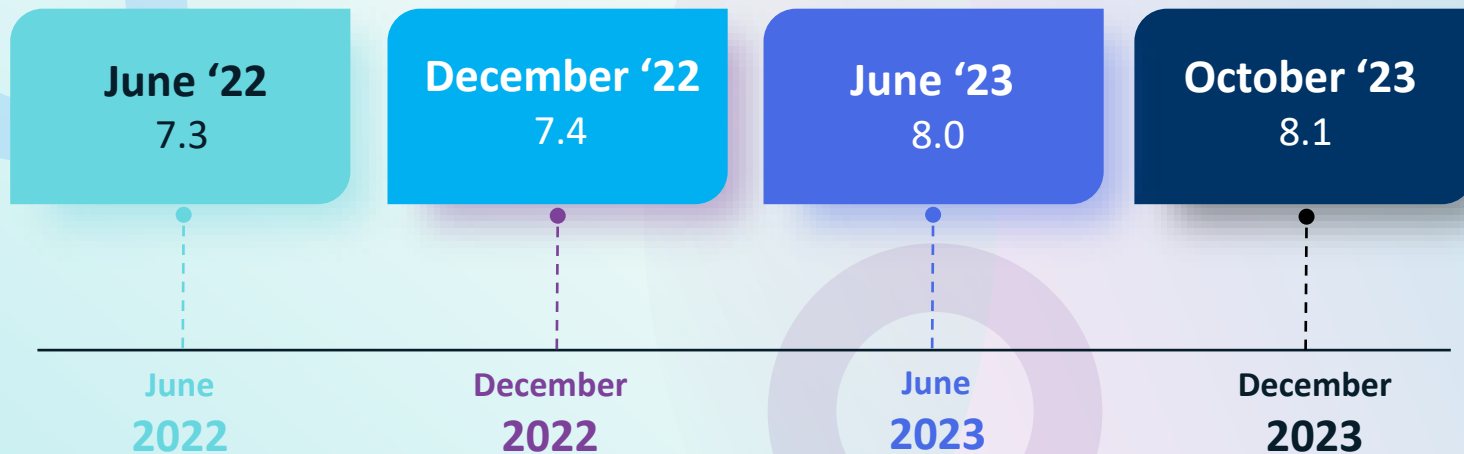 June ‘22
7.3
December ‘22
7.4
June ‘23
8.0
October ‘23
8.1
June
2022
December
2022
June
2023
December
2023